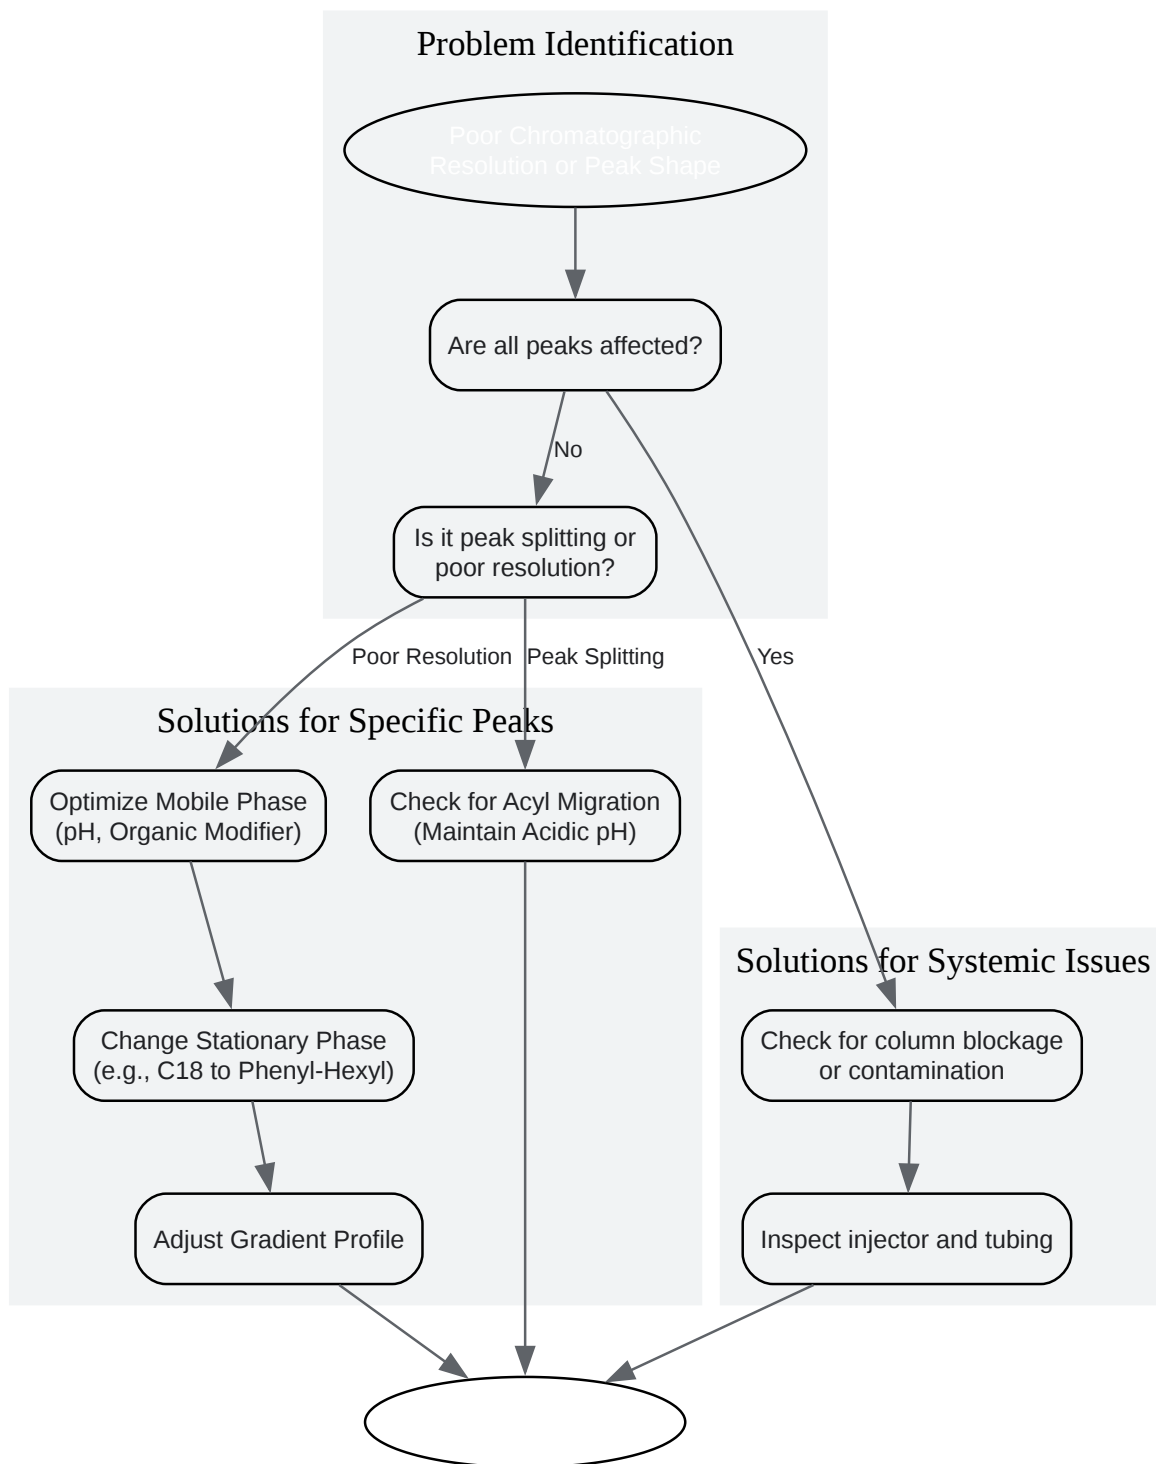 Problem Identification
Poor Chromatographic
Resolution or Peak Shape
Are all peaks affected?
No
Is it peak splitting or
poor resolution?
Poor Resolution
Peak Splitting
Yes
Solutions for Specific Peaks
Optimize Mobile Phase
(pH, Organic Modifier)
Check for Acyl Migration
(Maintain Acidic pH)
Solutions for Systemic Issues
Change Stationary Phase
(e.g., C18 to Phenyl-Hexyl)
Check for column blockage
or contamination
Adjust Gradient Profile
Inspect injector and tubing